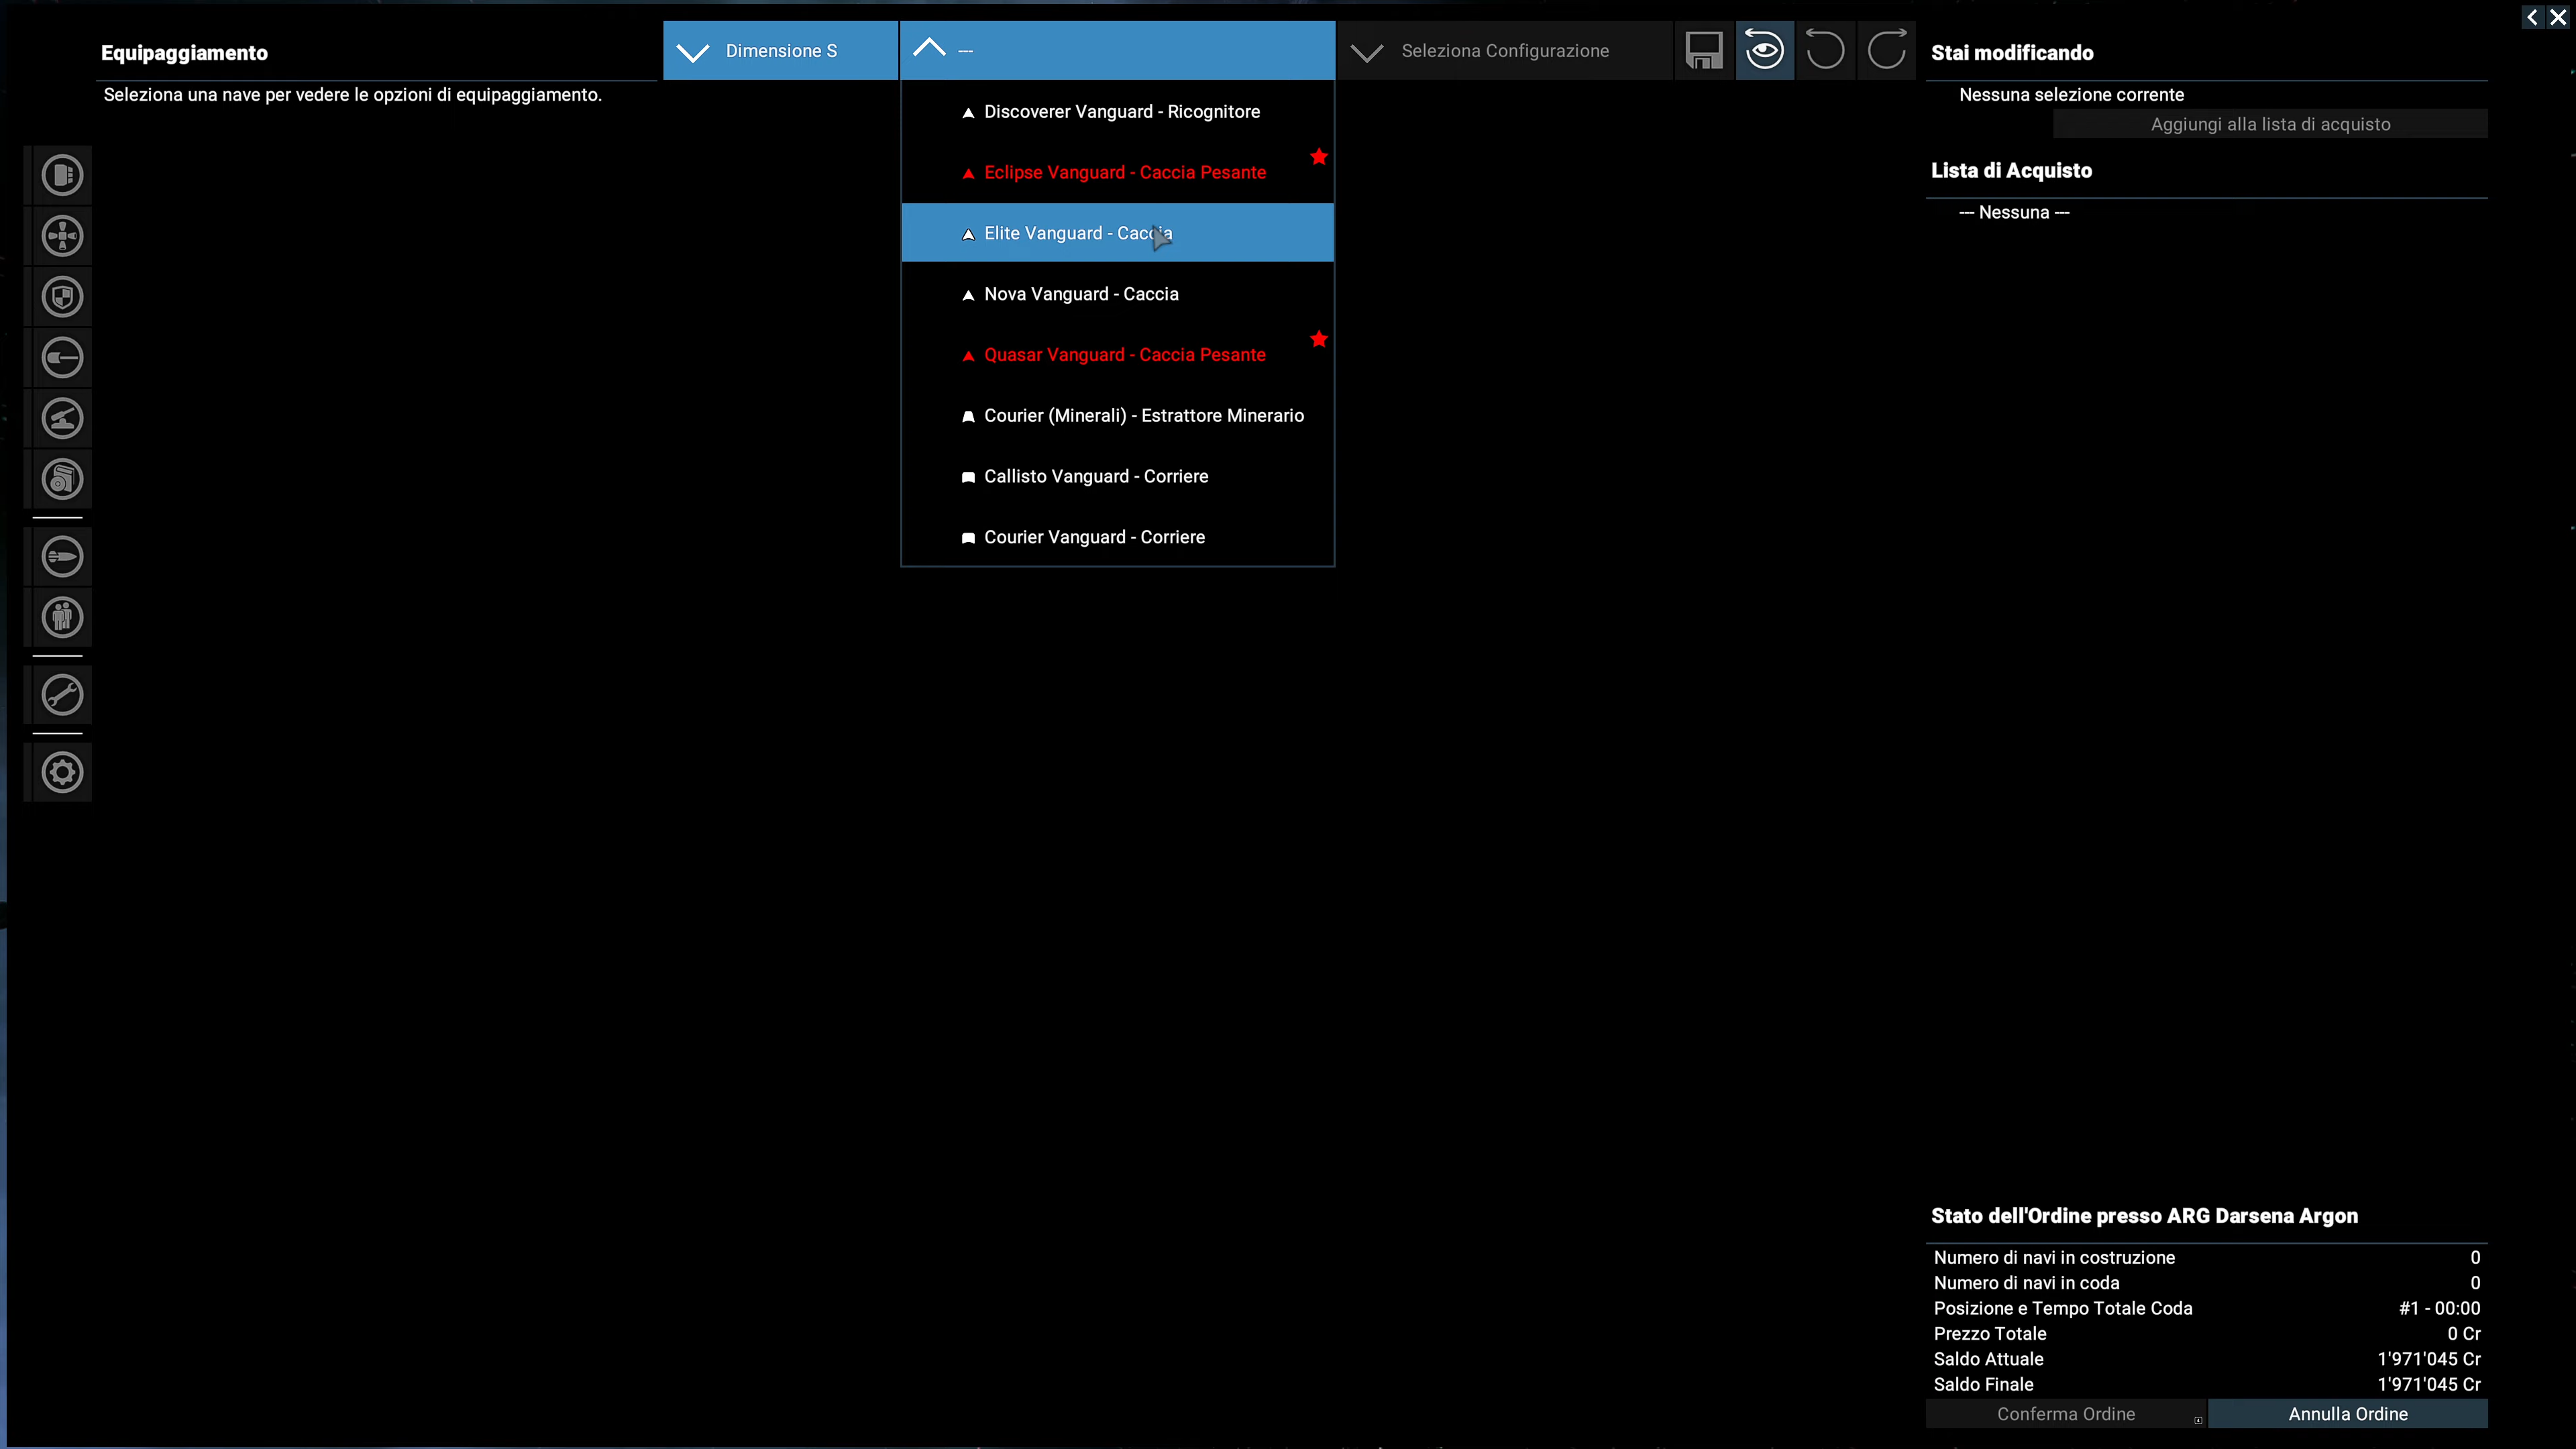 Equipaggiamento
Seleziona una nave per vedere le opzioni di equipaggiamento.
Dimensione S
---
Seleziona Configurazione
Discoverer Vanguard - Ricognitore
Eclipse Vanguard - Caccia Pesante
Elite Vanguard - Caccia
Nova Vanguard - Caccia
Quasar Vanguard - Caccia Pesante
Courier (Minerali) - Estrattore Minerario
Callisto Vanguard - Corriere
Courier Vanguard - Corriere
Stai modificando
Nessuna selezione corrente
Aggiungi alla lista di acquisto
Lista di Acquisto
--- Nessuna ---
Stato dell'Ordine presso ARG Darsena Argon
Numero di navi in costruzione 0
Numero di navi in coda 0
Posizione e Tempo Totale Coda #1 - 00:00
Prezzo Totale 0 Cr
Saldo Attuale 1'971'045 Cr
Saldo Finale 1'971'045 Cr
Conferma Ordine
Annulla Ordine